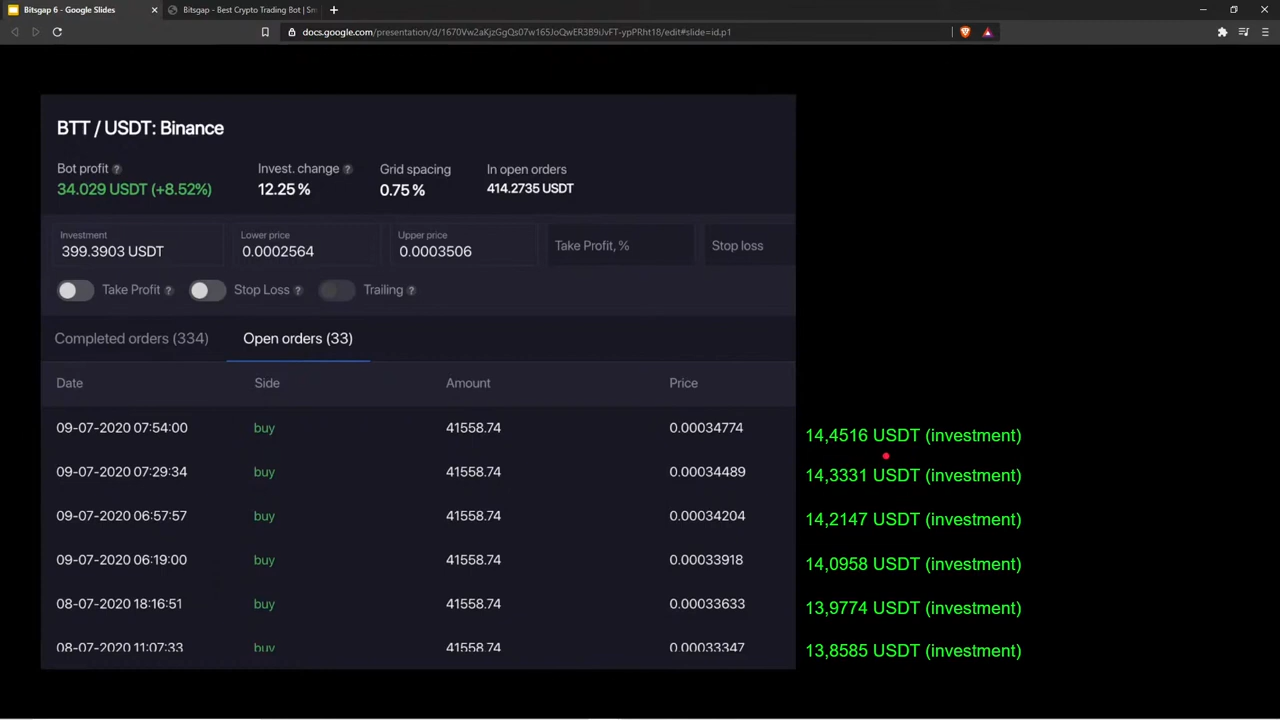 Bitsgap 6 - Google Slides
Bitsgap - Best Crypto Trading Bot | Sm
docs.google.com/presentation/d/1670Vw2aKjzGgQs07w165JoQwER3B9UvFT-ypPRht18/edit#slide=id.p1
BTT / USDT: Binance
Bot profit ? Invest. change ? Grid spacing In open orders
34.029 USDT (+8.52%) 12.25 % 0.75 % 414.2735 USDT
Investment Lower price Upper price
399.3903 USDT 0.0002564 0.0003506 Take Profit, % Stop loss
Take Profit ? Stop Loss ? Trailing ?
Completed orders (334) Open orders (33)
Date Side Amount Price
09-07-2020 07:54:00 buy 41558.74 0.00034774 14,4516 USDT (investment)
09-07-2020 07:29:34 buy 41558.74 0.00034489 14,3331 USDT (investment)
09-07-2020 06:57:57 buy 41558.74 0.00034204 14,2147 USDT (investment)
09-07-2020 06:19:00 buy 41558.74 0.00033918 14,0958 USDT (investment)
08-07-2020 18:16:51 buy 41558.74 0.00033633 13,9774 USDT (investment)
08-07-2020 11:07:33 buy 41558.74 0.00033347 13,8585 USDT (investment)